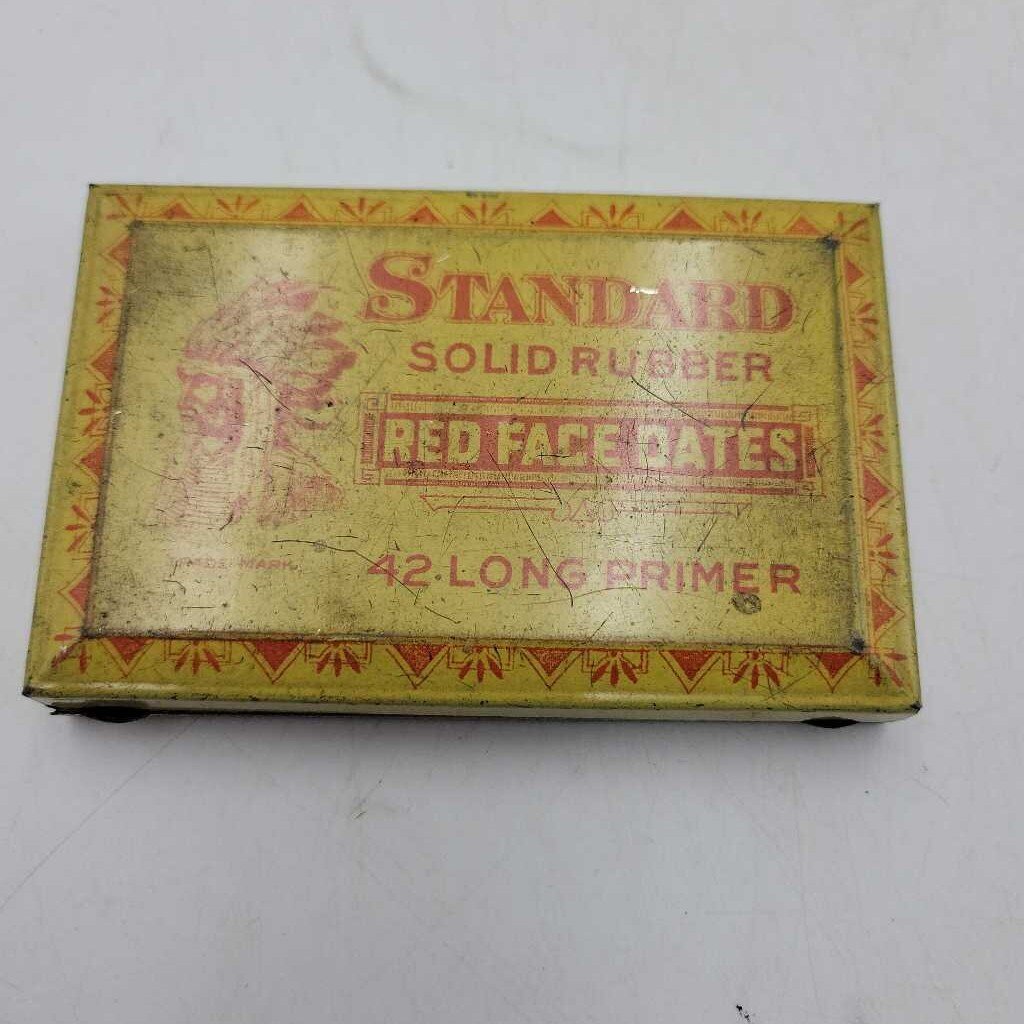 STANDARD
SOLID RUBBER
RED FACE DATES
TRADE MARK
42 LONG PRIMER